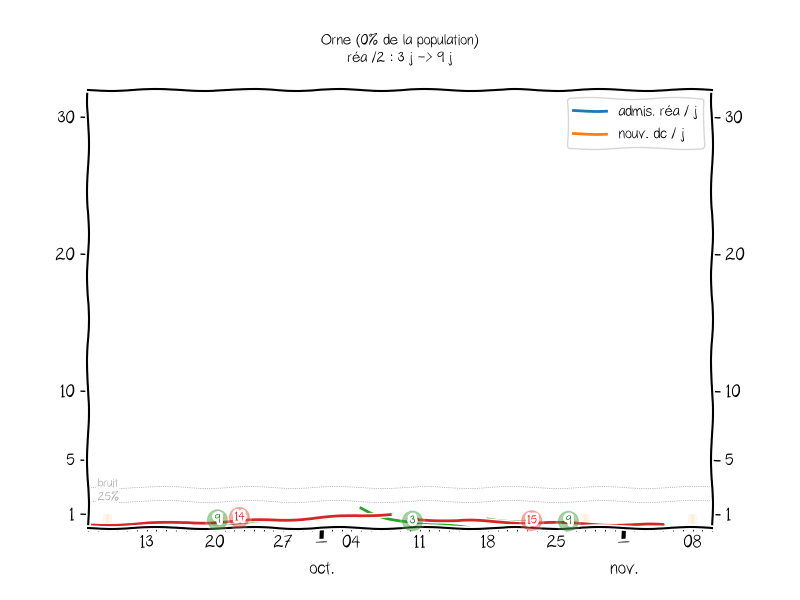 Orne (0% de la population)
réa /2 : 3 j -> 9 j
admis. réa / j
nouv. dc / j
30 30
20 20
10 10
5 5
bruit
25%
1 1
9 14 3 15 9
13 20 27 04 11 18 25 08
oct. nov.